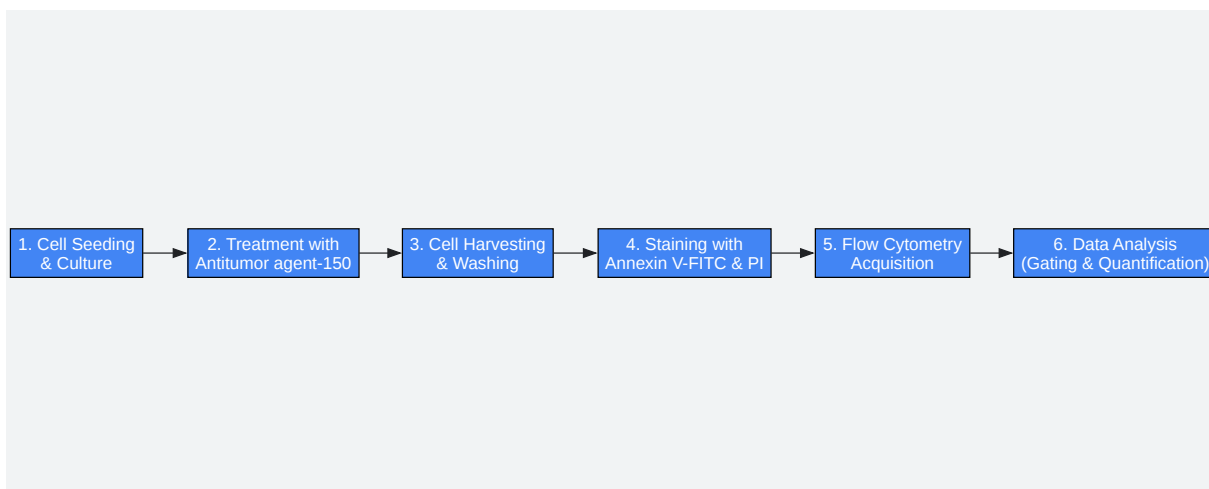 1. Cell Seeding
& Culture
2. Treatment with
Antitumor agent-150
3. Cell Harvesting
& Washing
4. Staining with
Annexin V-FITC & PI
5. Flow Cytometry
Acquisition
6. Data Analysis
(Gating & Quantification)